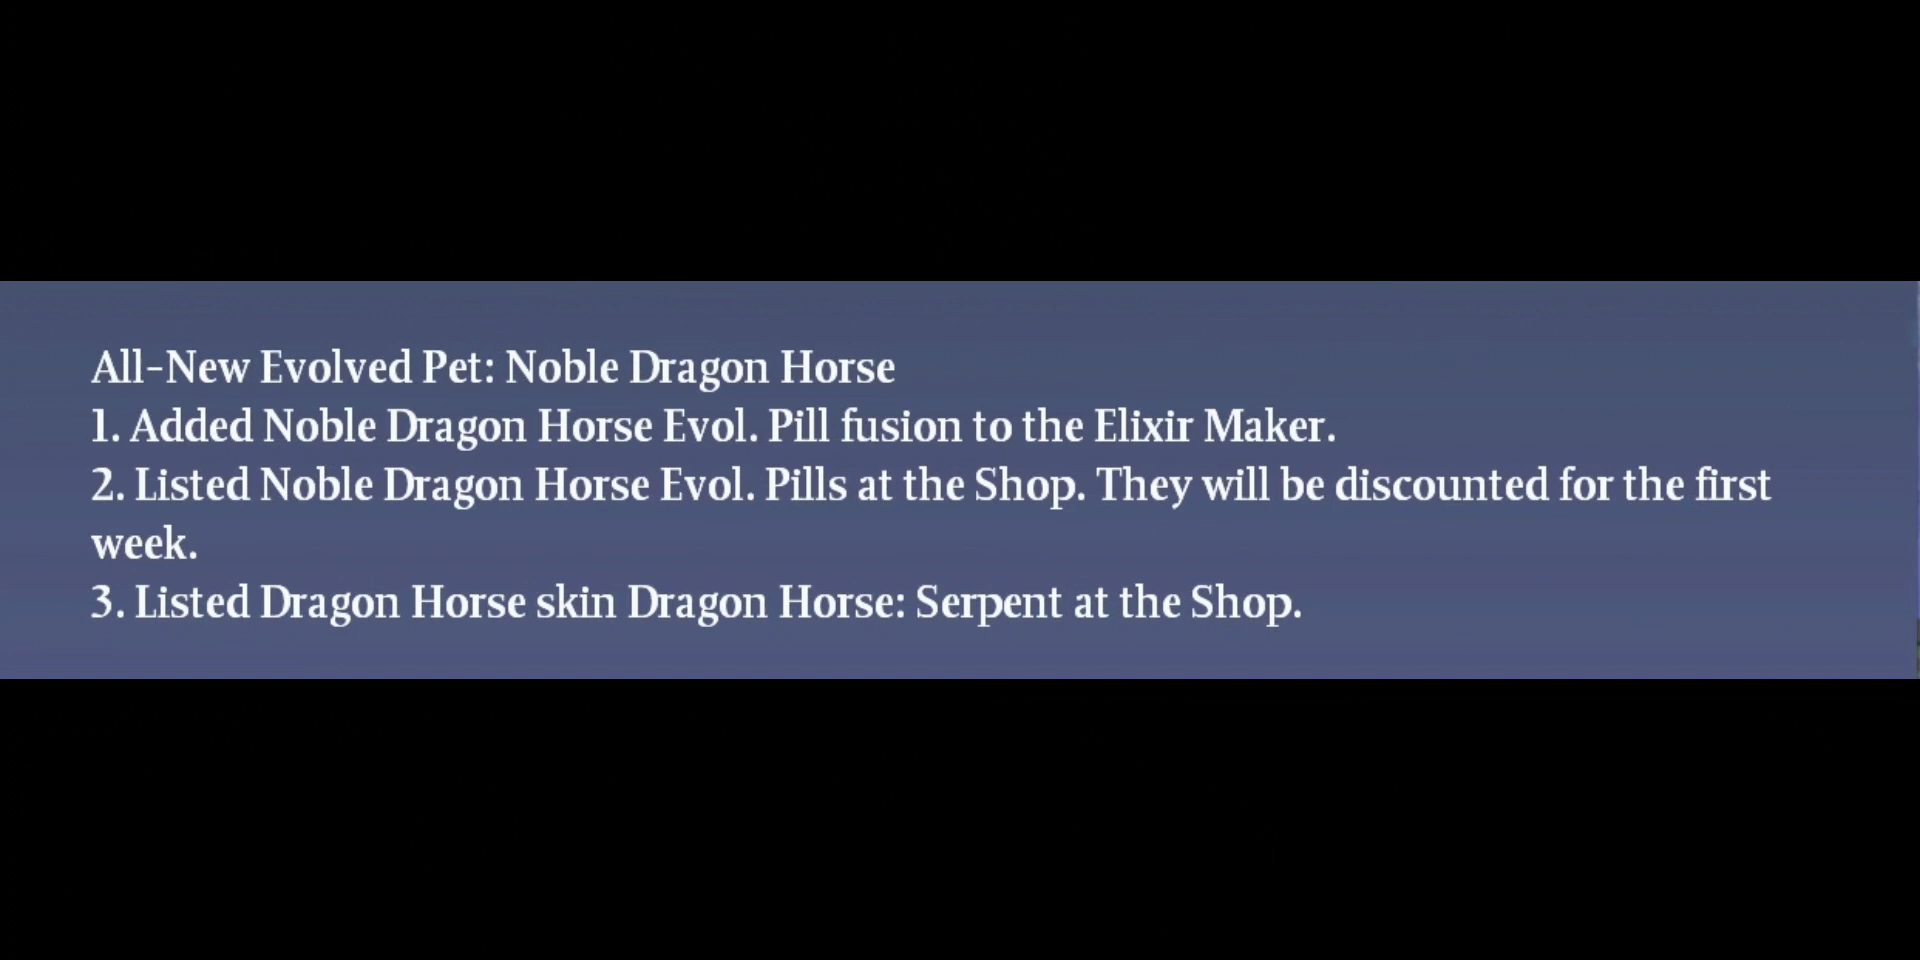 All-New Evolved Pet: Noble Dragon Horse
1. Added Noble Dragon Horse Evol. Pill fusion to the Elixir Maker.
2. Listed Noble Dragon Horse Evol. Pills at the Shop. They will be discounted for the first
week.
3. Listed Dragon Horse skin Dragon Horse: Serpent at the Shop.